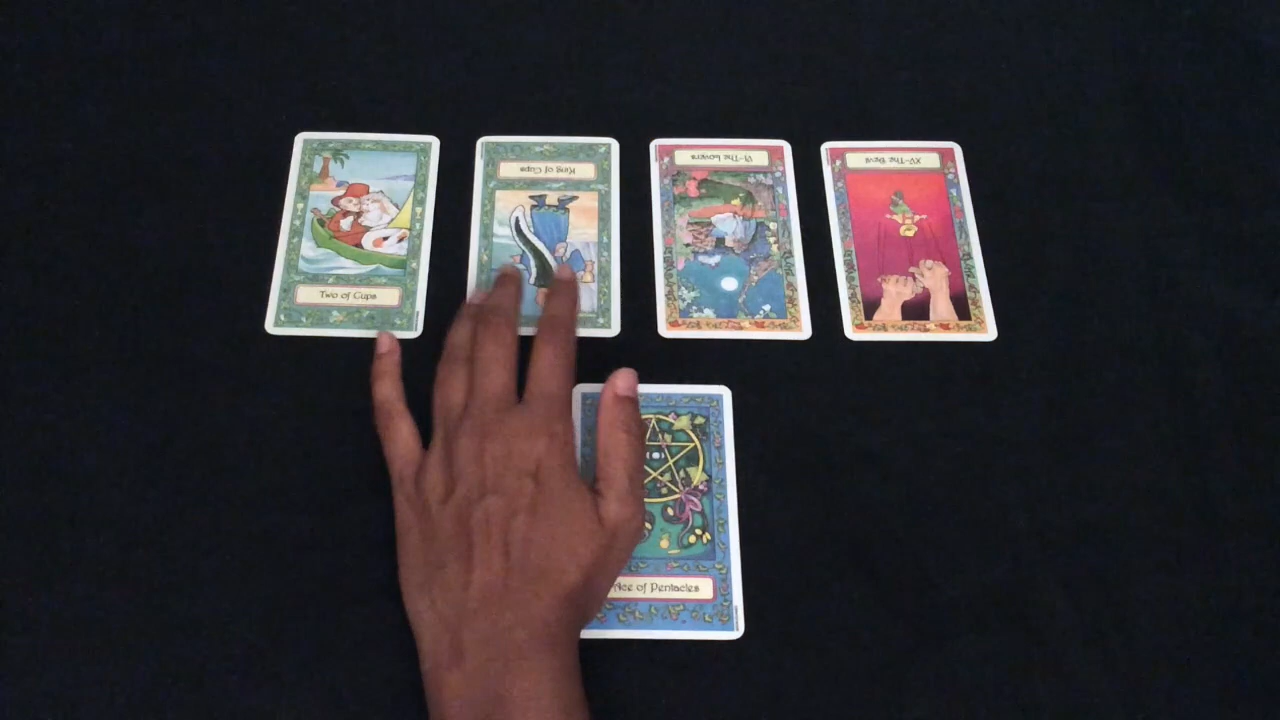 Two of Cups
King of Cups
VI-The Lovers
XV-The Devil
Ace of Pentacles